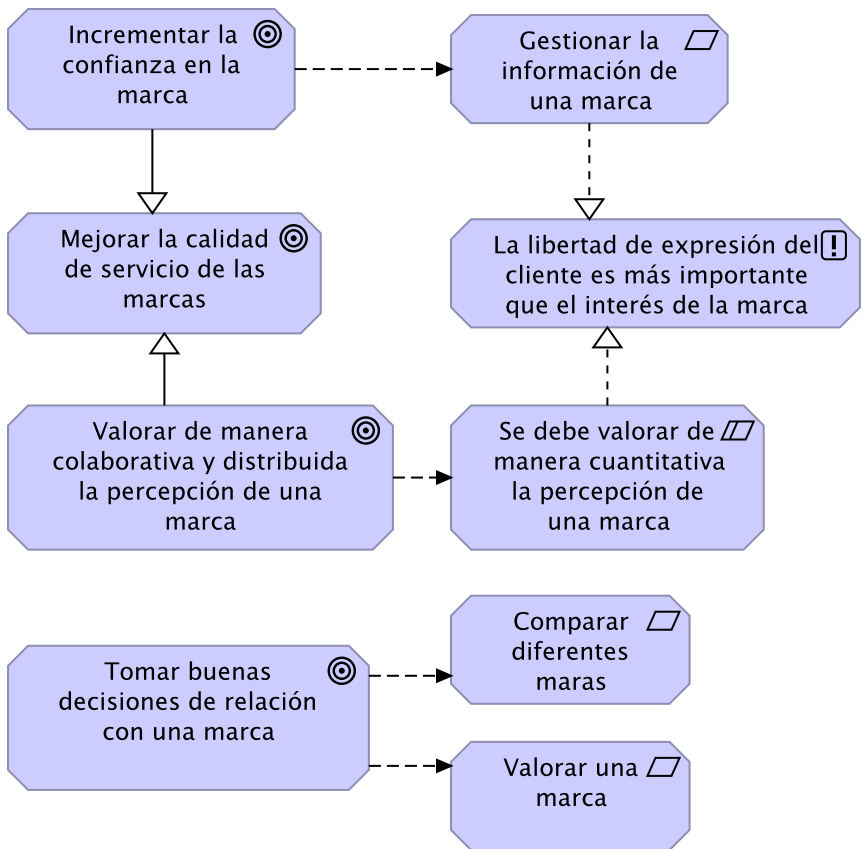 Incrementar la
confianza en la
marca
Gestionar la
información de
una marca
Mejorar la calidad
de servicio de las
marcas
La libertad de expresión del
cliente es más importante
que el interés de la marca
Valorar de manera
colaborativa y distribuida
la percepción de una
marca
Se debe valorar de
manera cuantitativa
la percepción de
una marca
Tomar buenas
decisiones de relación
con una marca
Comparar
diferentes
maras
Valorar una
marca